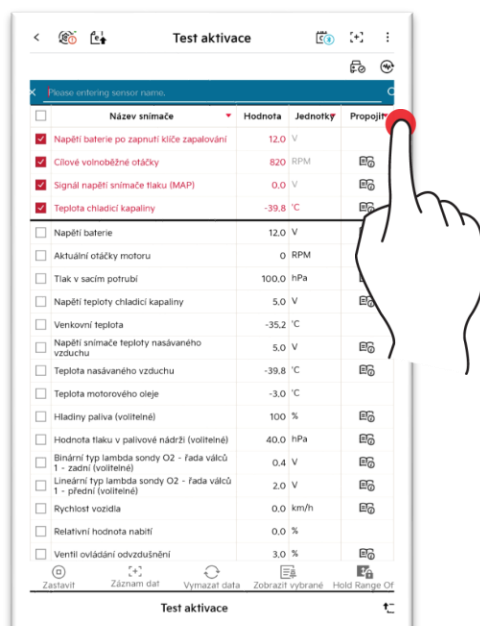 Test aktivace
Please entering sensor name.
Název snímače Hodnota Jednotky
Napětí baterie po zapnutí klíče zapalování 12,0 V
Cílové volnoběžné otáčky 820 RPM
Signál napětí snímače tlaku (MAP) 0,0 V
Teplota chladicí kapaliny -39,8 ˚C
Napětí baterie 12,0 V
Aktuální otáčky motoru 0 RPM
Tlak v sacím potrubí 100,0 hPa
Napětí teploty chladicí kapaliny 5,0 V
Venkovní teplota -35,2 ˚C
Napětí snímače teploty nasávaného
vzduchu 5,0 V
Teplota nasávaného vzduchu -39,8 ˚C
Teplota motorového oleje -3,0 ˚C
Hladiny paliva (volitelné) 100 %
Hodnota tlaku v palivové nádrži (volitelné) 40,0 hPa
Binární typ lambda sondy O2 - řada válců
1 - zadní (volitelné) 0,4 V
Lineární typ lambda sondy O2 - řada válců
1 - přední (volitelné) 2,0 V
Rychlost vozidla 0,0 km/h
Relativní hodnota nabití 0,0 %
Ventil ovládání odvzdušnění 3,0 %
Zastavit Záznam dat Vymazat data Zobrazit vybrané Hold Range Of
Test aktivace